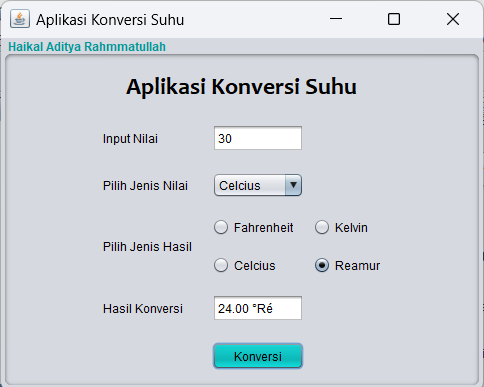 Aplikasi Konversi Suhu
Haikal Aditya Rahmmatullah
Aplikasi Konversi Suhu
Input Nilai 30
Pilih Jenis Nilai Celcius
Fahrenheit Kelvin
Pilih Jenis Hasil
Celcius Reamur
Hasil Konversi 24.00 °Ré
Konversi